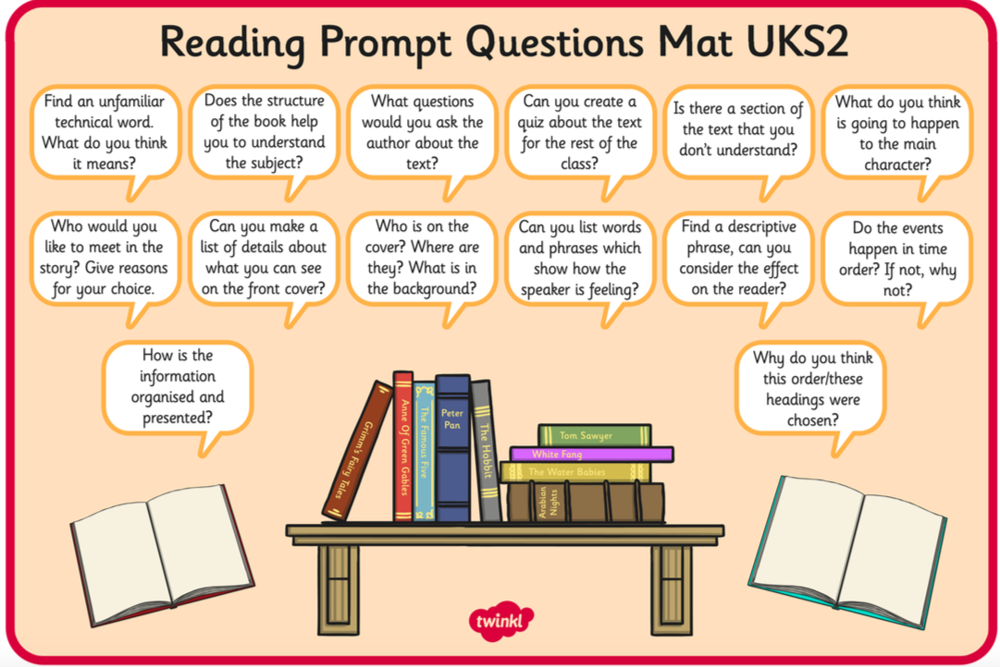 Reading Prompt Questions Mat UKS2
Find an unfamiliar
technical word.
What do you think
it means?
Does the structure
of the book help
you to understand
the subject?
What questions
would you ask the
author about the
text?
Can you create a
quiz about the text
for the rest of the
class?
Is there a section of
the text that you
don't understand?
What do you think
is going to happen
to the main
character?
Who would you
like to meet in the
story? Give reasons
for your choice.
Can you make a
list of details about
what you can see
on the front cover?
Who is on the
cover? Where are
they? What is in
the background?
Can you list words
and phrases which
show how the
speaker is feeling?
Find a descriptive
phrase, can you
consider the effect
on the reader?
Do the events
happen in time
order? If not, why
not?
How is the
information
organised and
presented?
Why do you think
this order/these
headings were
chosen?
Grimm's Fairy Tales
Anne Of Green Gables
The Famous Five
Peter
Pan
The Hobbit
Tom Sawyer
White Fang
The Water Babies
Arabian
Nights
twinkl